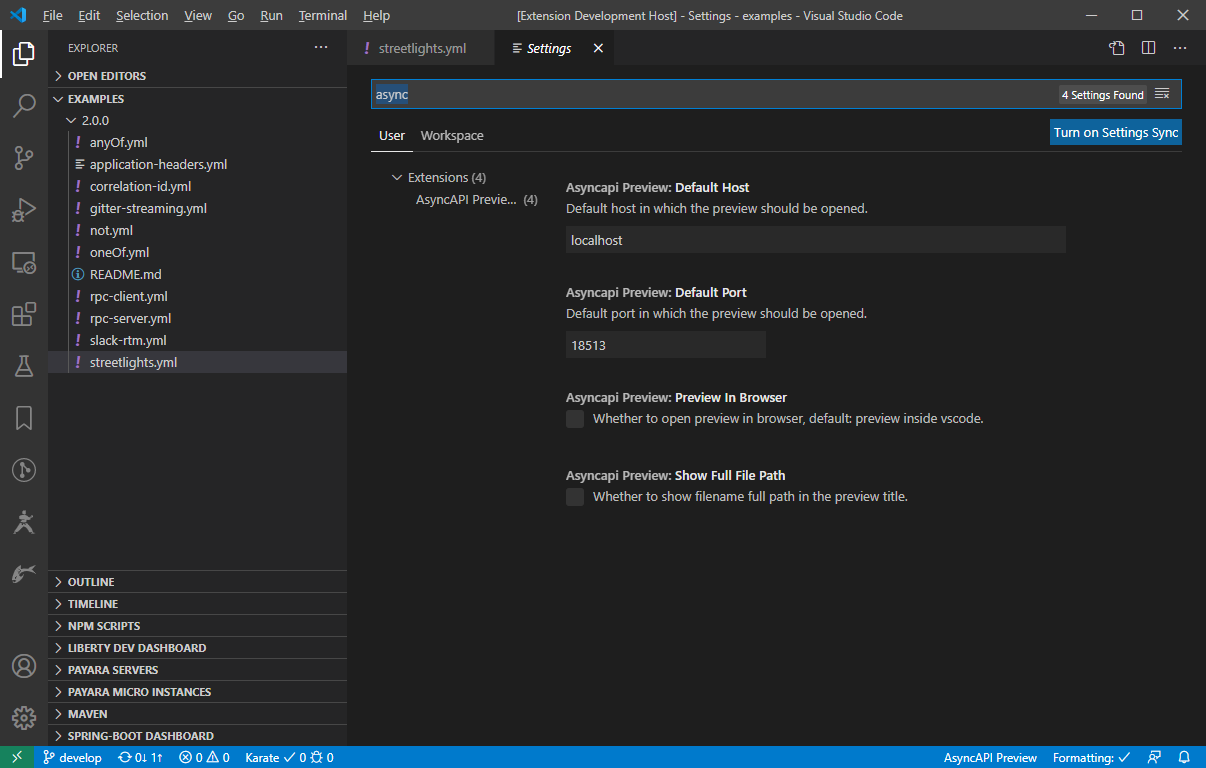 File Edit Selection View Go Run Terminal Help [Extension Development Host] - Settings - examples - Visual Studio Code
EXPLORER
streetlights.yml Settings
OPEN EDITORS
EXAMPLES
2.0.0
anyOf.yml
application-headers.yml
correlation-id.yml
gitter-streaming.yml
not.yml
oneOf.yml
README.md
rpc-client.yml
rpc-server.yml
slack-rtm.yml
streetlights.yml
OUTLINE
TIMELINE
NPM SCRIPTS
LIBERTY DEV DASHBOARD
PAYARA SERVERS
PAYARA MICRO INSTANCES
MAVEN
SPRING-BOOT DASHBOARD
async 4 Settings Found
User Workspace Turn on Settings Sync
Extensions (4)
AsyncAPI Previe... (4)
Asyncapi Preview: Default Host
Default host in which the preview should be opened.
localhost
Asyncapi Preview: Default Port
Default port in which the preview should be opened.
18513
Asyncapi Preview: Preview In Browser
Whether to open preview in browser, default: preview inside vscode.
Asyncapi Preview: Show Full File Path
Whether to show filename full path in the preview title.
develop 0↓ 1↑ 0 0 Karate ✓ 0 0 AsyncAPI Preview Formatting: ✓